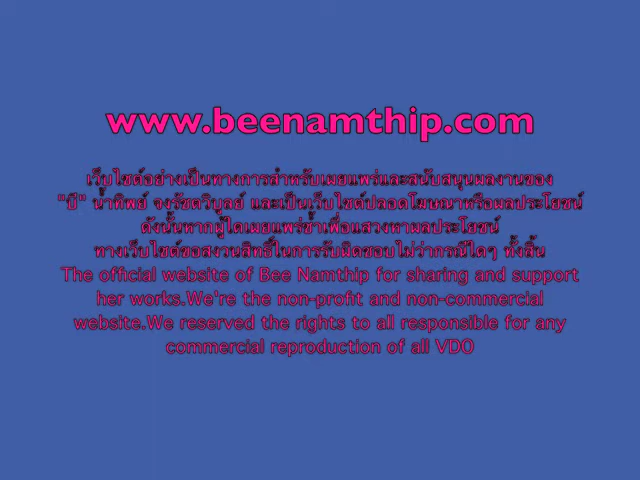 www.beenamthip.com
เว็บไซต์อย่างเป็นทางการสำหรับเผยแพร่และสนับสนุนผลงานของ
"บี" น้ำทิพย์ จงรัชตวิบูลย์ และเป็นเว็บไซต์ปลอดโฆษณาหรือผลประโยชน์
ดังนั้นหากผู้ใดเผยแพร่ซ้ำเพื่อแสวงหาผลประโยชน์
ทางเว็บไซต์ขอสงวนสิทธิ์ในการรับผิดชอบไม่ว่ากรณีใดๆ ทั้งสิ้น
The official website of Bee Namthip for sharing and support
her works.We're the non-profit and non-commercial
website.We reserved the rights to all responsible for any
commercial reproduction of all VDO